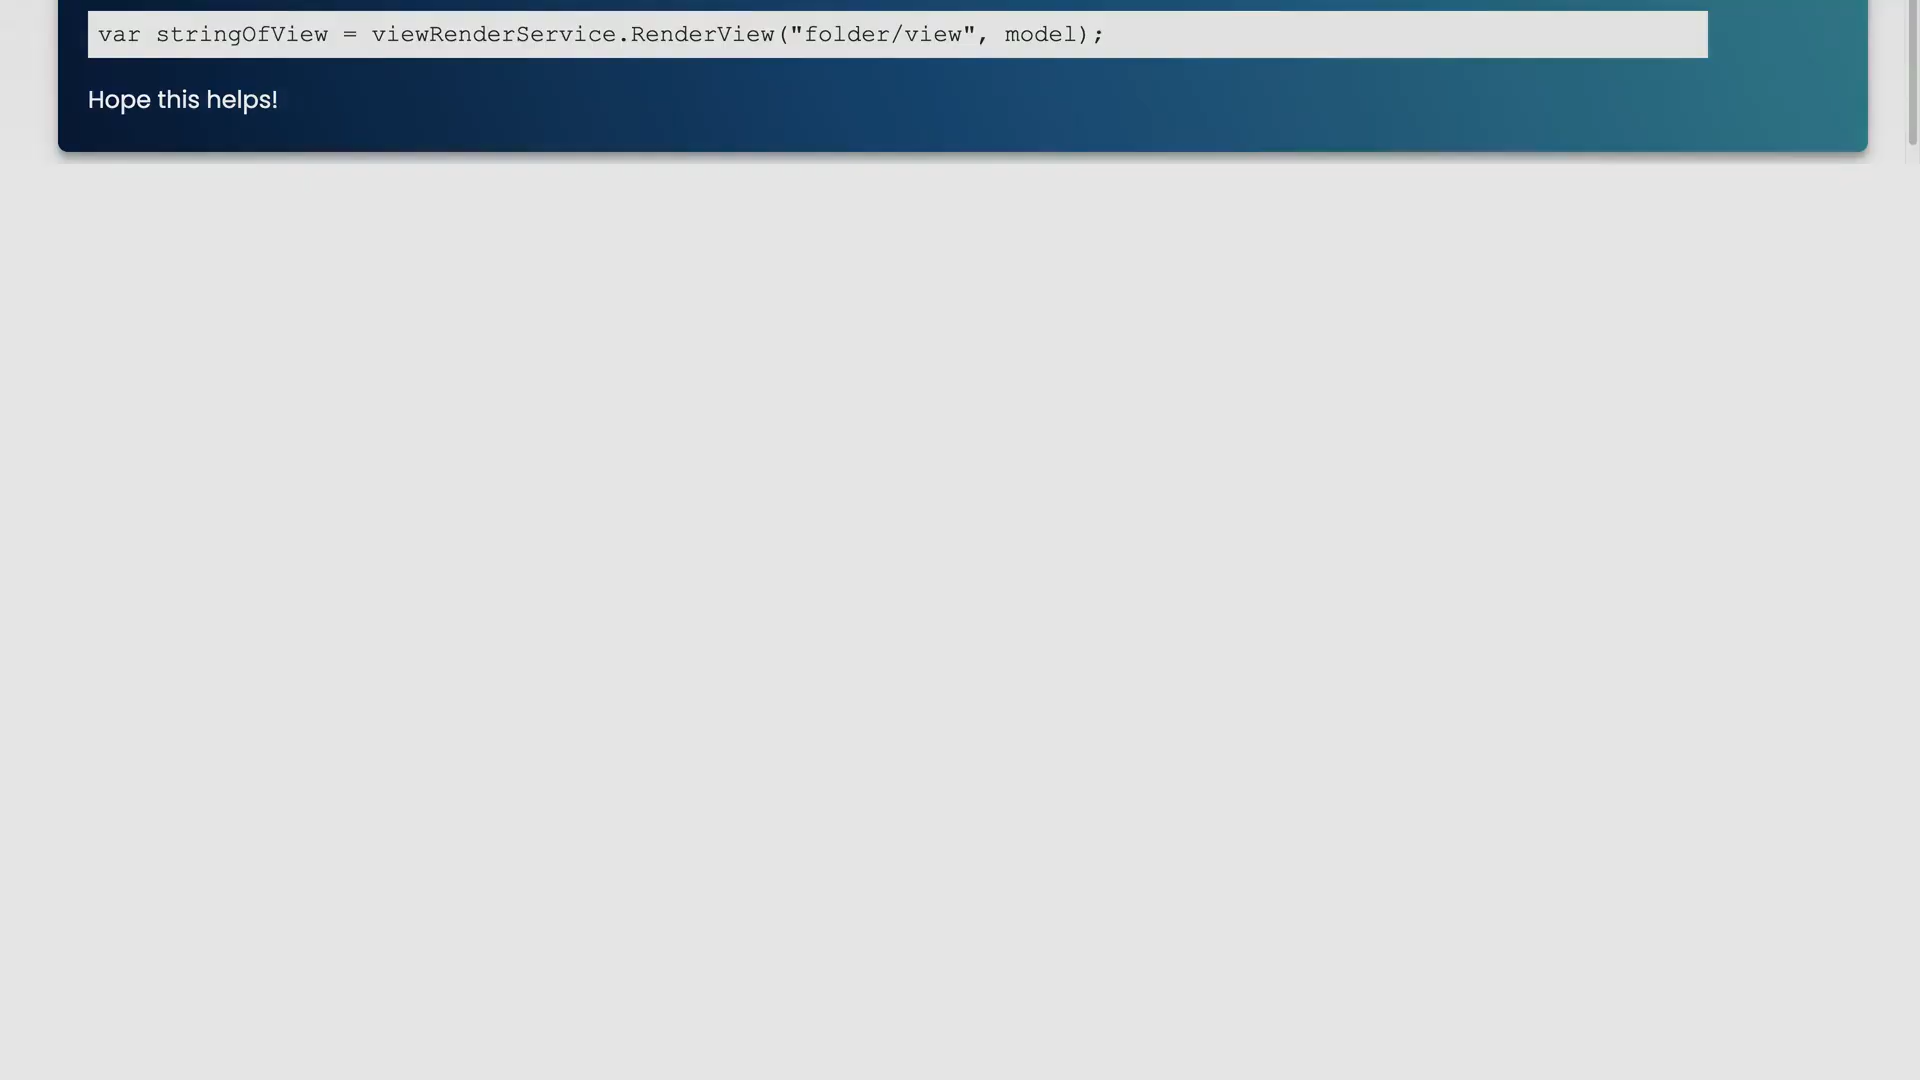 var stringOfView = viewRenderService.RenderView("folder/view", model);
Hope this helps!